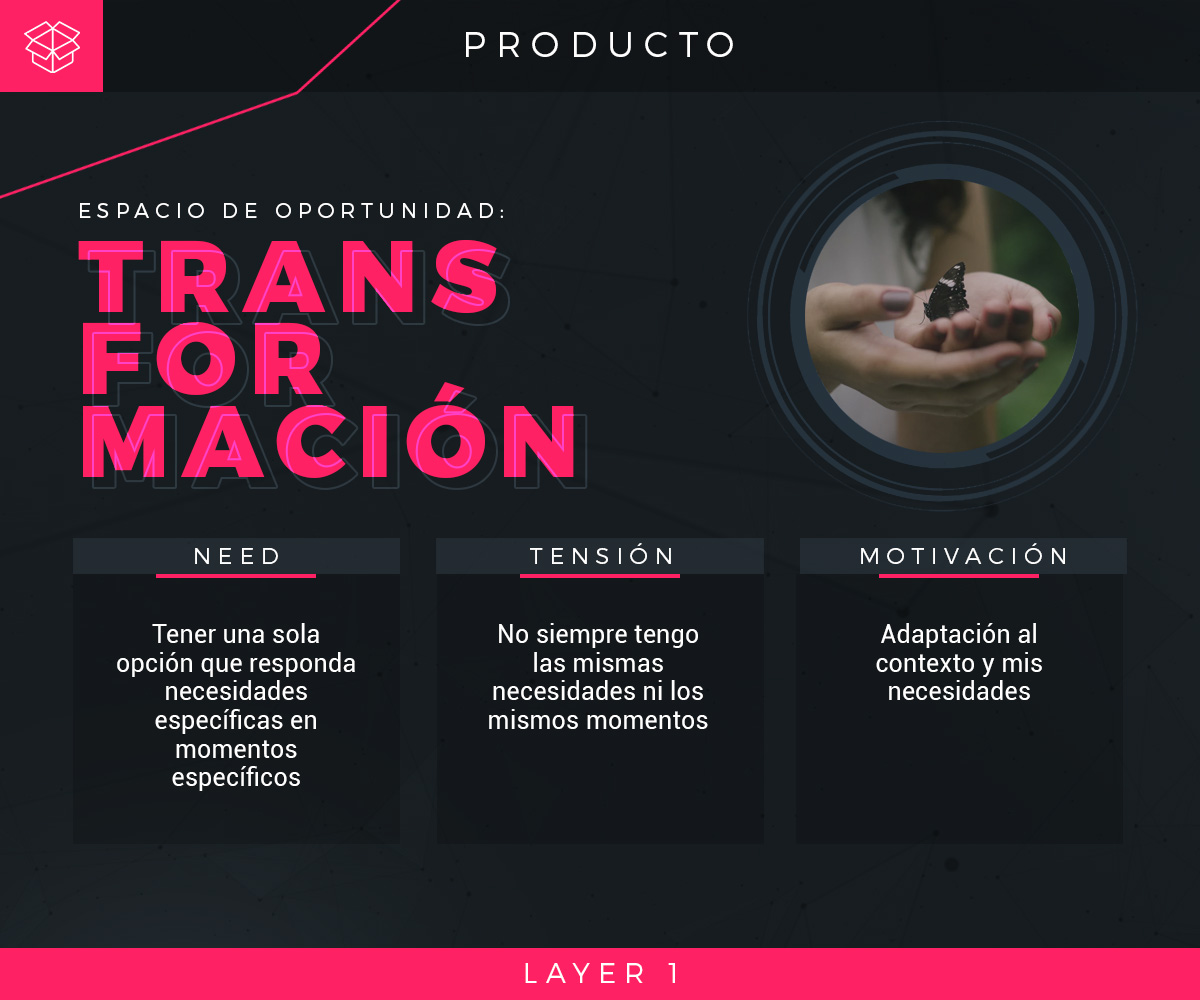 PRODUCTO
ESPACIO DE OPORTUNIDAD:
TRANS
FOR
MACIÓN
NEED
Tener una sola
opción que responda
necesidades
específicas en
momentos
específicos
TENSIÓN
No siempre tengo
las mismas
necesidades ni los
mismos momentos
MOTIVACIÓN
Adaptación al
contexto y mis
necesidades
LAYER 1